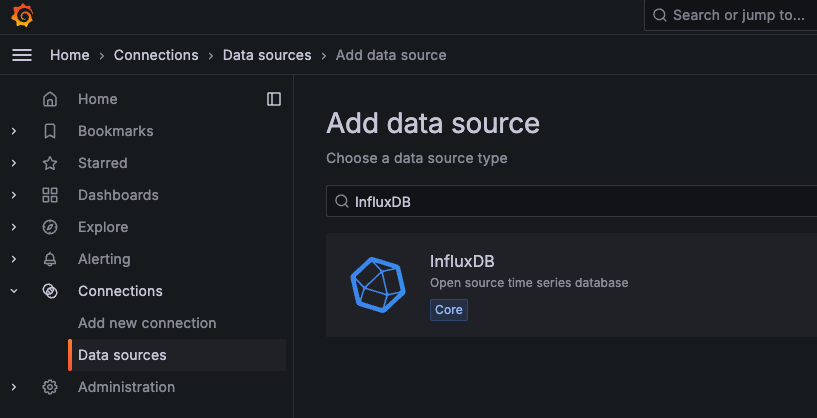 Search or jump to...
Home › Connections › Data sources › Add data source
Home
Bookmarks
Starred
Dashboards
Explore
Alerting
Connections
Add new connection
Data sources
Administration
Add data source
Choose a data source type
InfluxDB
InfluxDB
Open source time series database
Core